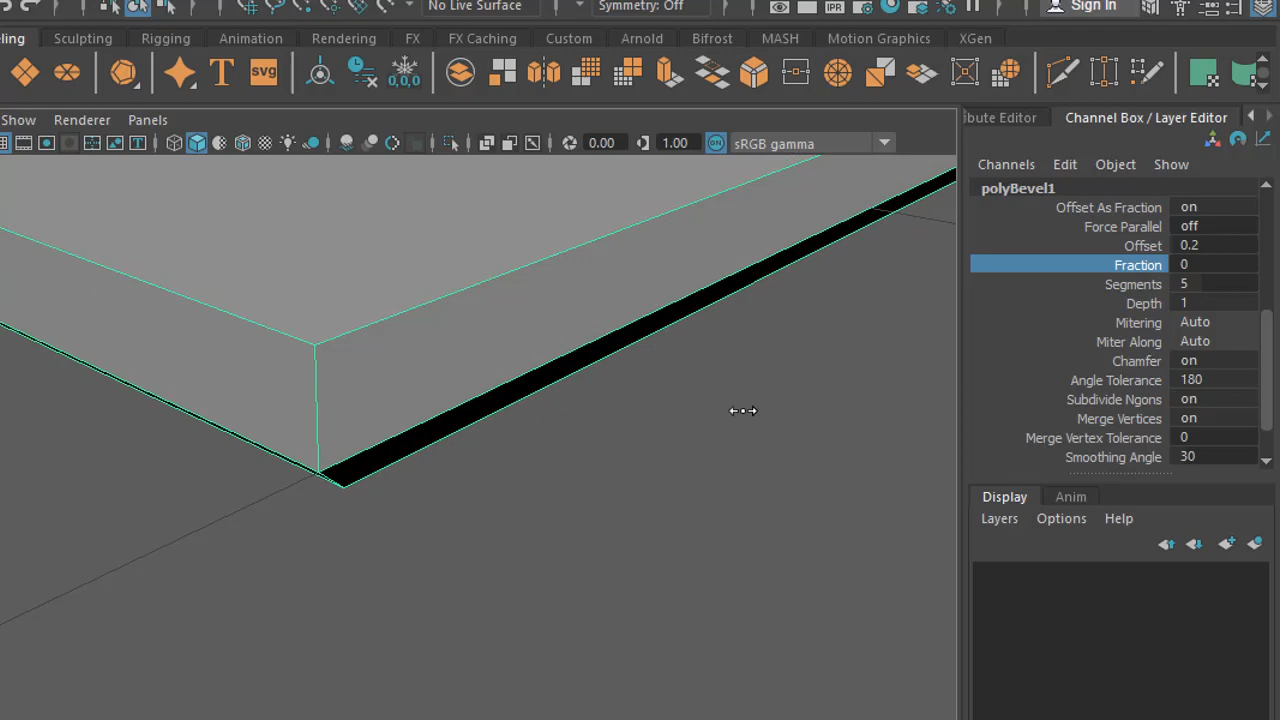 No Live Surface
Symmetry: Off
IPR
Sign In
ling
Sculpting
Rigging
Animation
Rendering
FX
FX Caching
Custom
Arnold
Bifrost
MASH
Motion Graphics
XGen
T
SVG
0,0,0
Show
Renderer
Panels
0.00
1.00
ON
sRGB gamma
bute Editor
Channel Box / Layer Editor
Channels
Edit
Object
Show
polyBevel1
Offset As Fraction on
Force Parallel off
Offset 0.2
Fraction 0
Segments 5
Depth 1
Mitering Auto
Miter Along Auto
Chamfer on
Angle Tolerance 180
Subdivide Ngons on
Merge Vertices on
Merge Vertex Tolerance 0
Smoothing Angle 30
Display
Anim
Layers
Options
Help